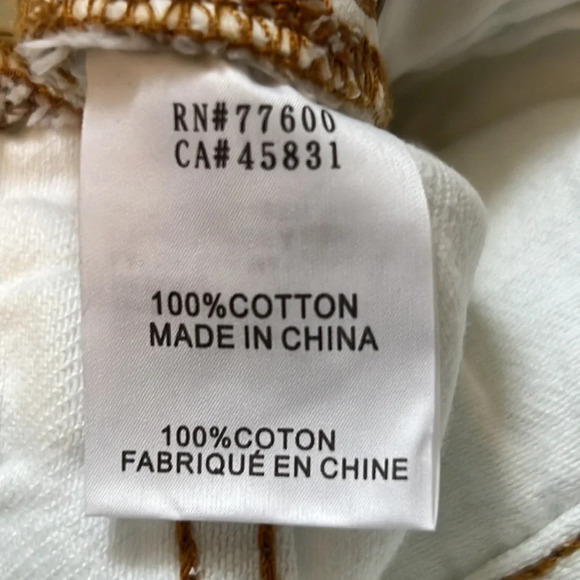 RN#77600
CA#45831
100%COTTON
MADE IN CHINA
100%COTON
FABRIQUÉ EN CHINE